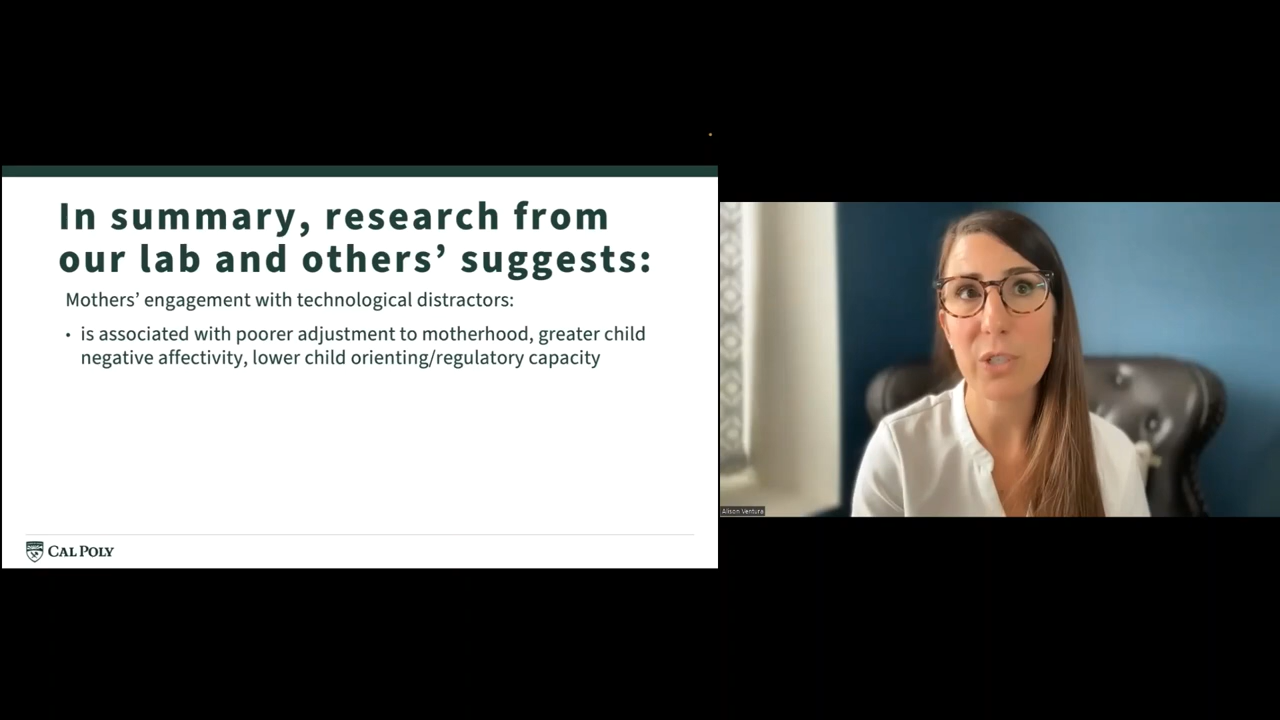 In summary, research from
our lab and others’ suggests:
Mothers’ engagement with technological distractors:
• is associated with poorer adjustment to motherhood, greater child
negative affectivity, lower child orienting/regulatory capacity
CAL POLY
Alison Ventura